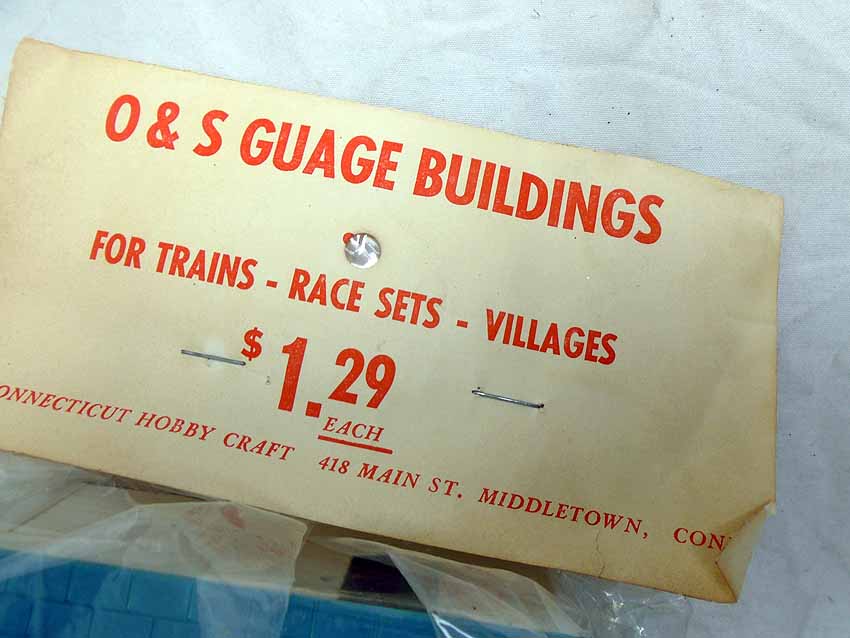 O & S GUAGE BUILDINGS
FOR TRAINS - RACE SETS - VILLAGES
$1.29
EACH
ONNECTICUT HOBBY CRAFT 418 MAIN ST. MIDDLETOWN, CON